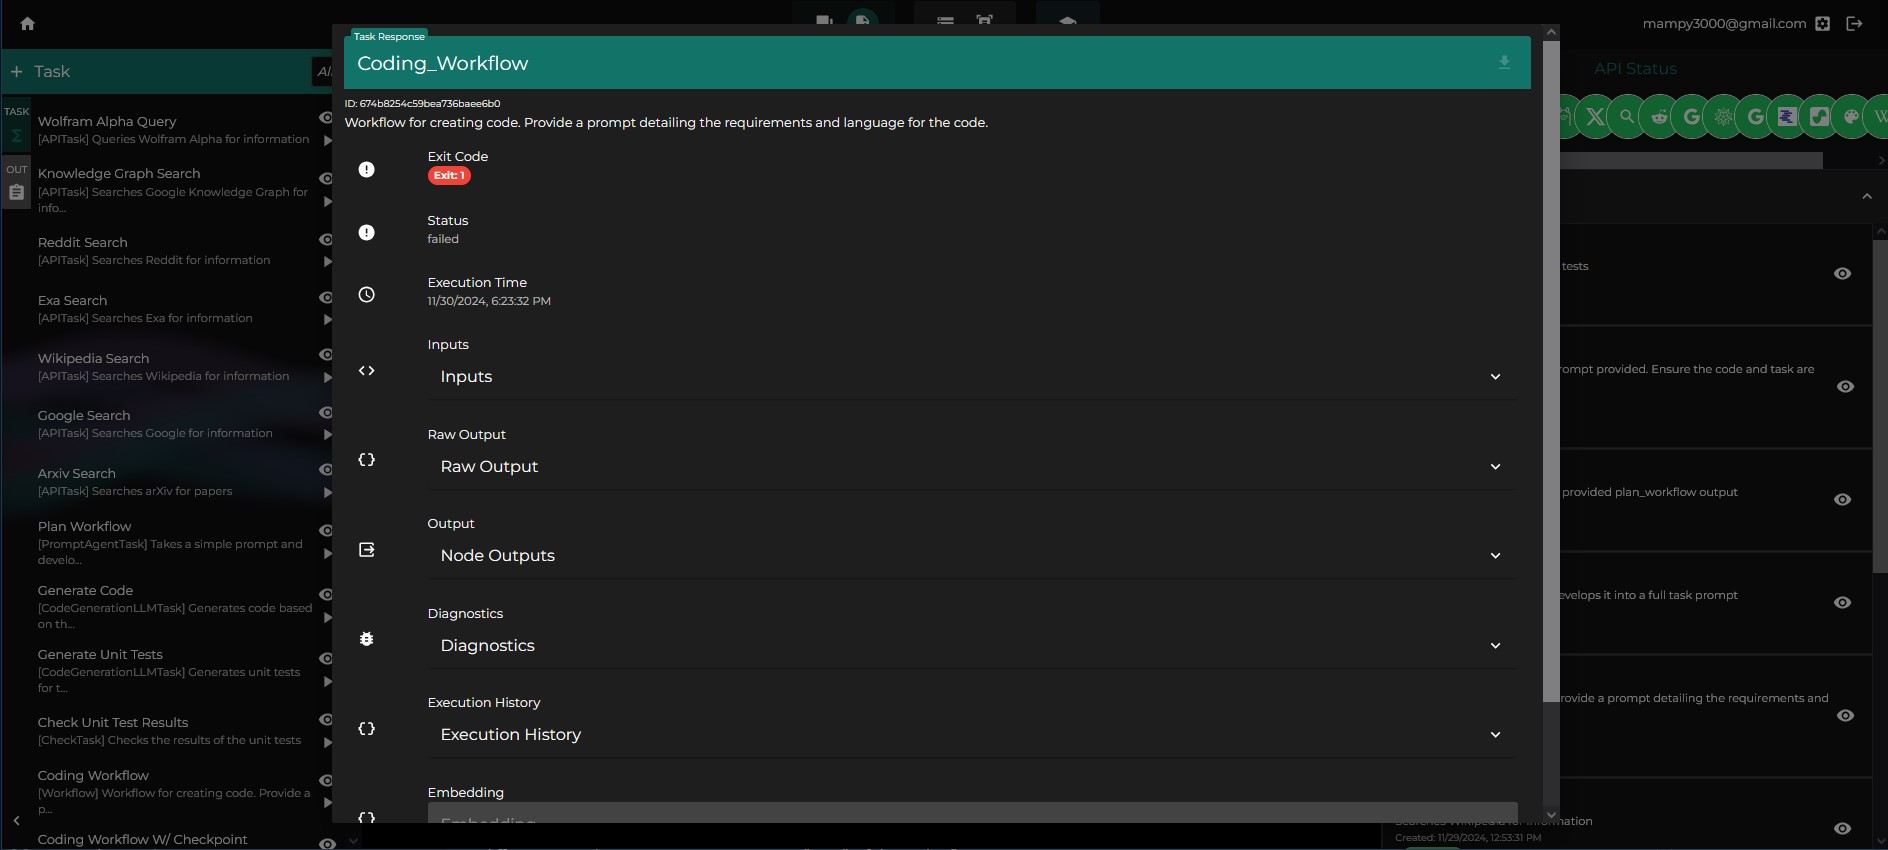 mampy3000@gmail.com
Task
TASK
OUT
Wolfram Alpha Query
[APITask] Queries Wolfram Alpha for information
Knowledge Graph Search
[APITask] Searches Google Knowledge Graph for
info...
Reddit Search
[APITask] Searches Reddit for information
Exa Search
[APITask] Searches Exa for information
Wikipedia Search
[APITask] Searches Wikipedia for information
Google Search
[APITask] Searches Google for information
Arxiv Search
[APITask] Searches arXiv for papers
Plan Workflow
[PromptAgentTask] Takes a simple prompt and
develo...
Generate Code
[CodeGenerationLLMTask] Generates code based
on th...
Generate Unit Tests
[CodeGenerationLLMTask] Generates unit tests
for t...
Check Unit Test Results
[CheckTask] Checks the results of the unit tests
Coding Workflow
[Workflow] Workflow for creating code. Provide a
p...
Coding Workflow W/ Checkpoint
Task Response
Coding_Workflow
ID: 674b8254c59bea736baee6b0
Workflow for creating code. Provide a prompt detailing the requirements and language for the code.
Exit Code
Exit: 1
Status
failed
Execution Time
11/30/2024, 6:23:32 PM
Inputs
Inputs
Raw Output
Raw Output
Output
Node Outputs
Diagnostics
Diagnostics
Execution History
Execution History
Embedding
Embedding
API Status
tests
prompt provided. Ensure the code and task are
provided plan_workflow output
develops it into a full task prompt
provide a prompt detailing the requirements and
Searches Wikipedia for information
Created: 11/29/2024, 12:53:31 PM